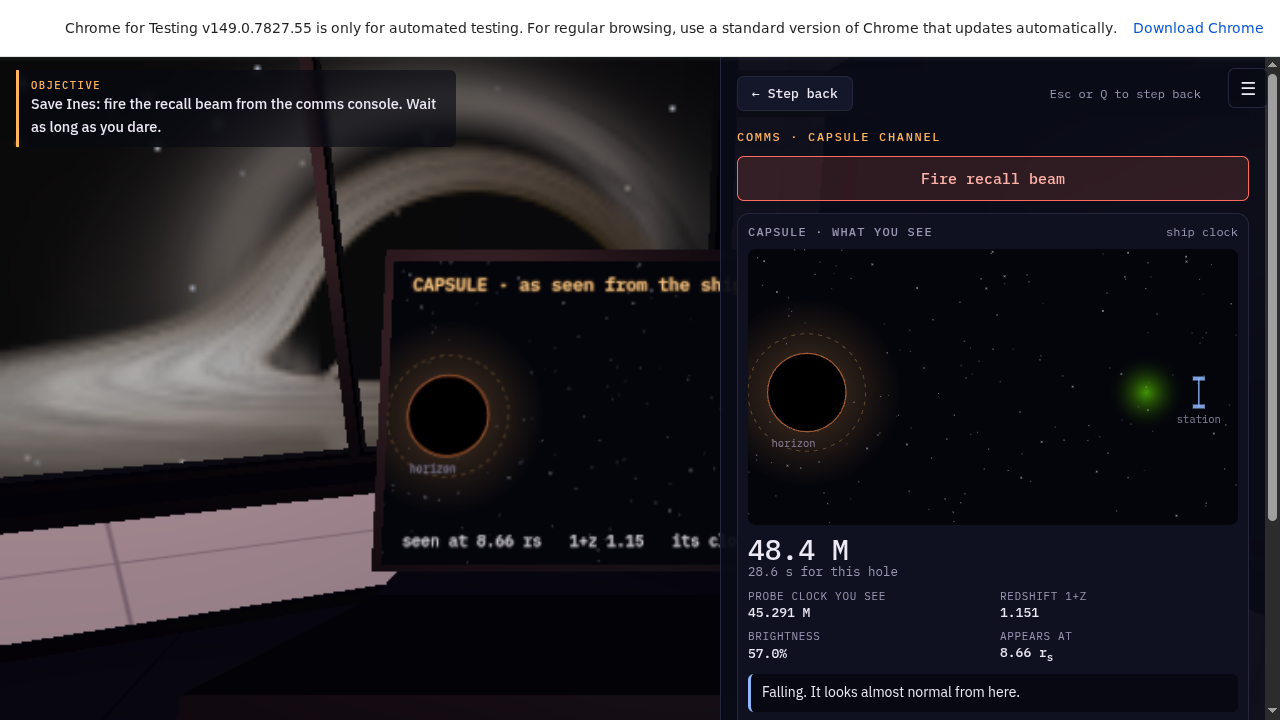 Chrome for Testing v149.0.7827.55 is only for automated testing. For regular browsing, use a standard version of Chrome that updates automatically. Download Chrome
OBJECTIVE
Save Ines: fire the recall beam from the comms console. Wait
as long as you dare.
CAPSULE - as seen from the
horizon
seen at 8.66 rs 1+z 1.15 its
← Step back
Esc or Q to step back
COMMS · CAPSULE CHANNEL
Fire recall beam
CAPSULE · WHAT YOU SEE
ship clock
horizon
station
48.4 M
28.6 s for this hole
PROBE CLOCK YOU SEE
45.291 M
REDSHIFT 1+Z
1.151
BRIGHTNESS
57.0%
APPEARS AT
8.66 rs
Falling. It looks almost normal from here.